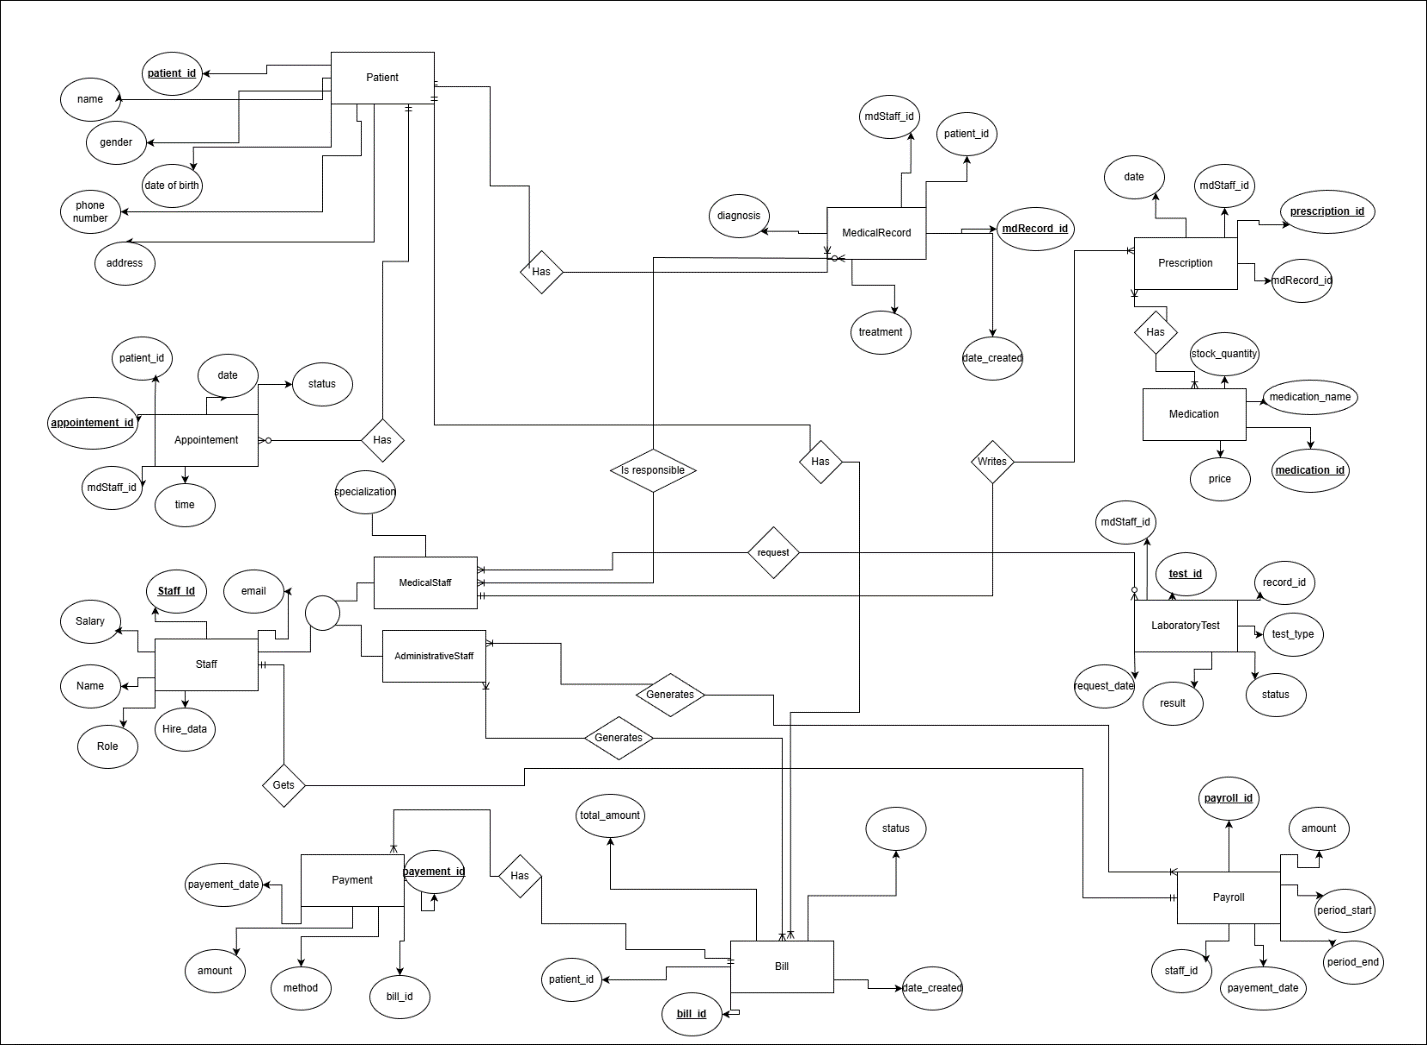 Patient
patient_id
name
gender
date of birth
phone
number
address
Has
mdStaff_id
patient_id
diagnosis
MedicalRecord
mdRecord_id
treatment
date_created
date
mdStaff_id
prescription_id
Prescription
mdRecord_id
Has
stock_quantity
medication_name
Medication
price
medication_id
patient_id
date
status
appointement_id
Appointement
Has
mdStaff_id
time
specialization
Is responsible
Has
Writes
request
MedicalStaff
mdStaff_id
test_id
record_id
LaboratoryTest
test_type
request_date
result
status
Staff_Id
email
Salary
Staff
Name
Role
Hire_data
AdministrativeStaff
Generates
Generates
Gets
total_amount
status
payroll_id
amount
Payroll
period_start
period_end
staff_id
payement_date
payement_date
Payment
payement_id
Has
amount
method
bill_id
patient_id
Bill
date_created
bill_id